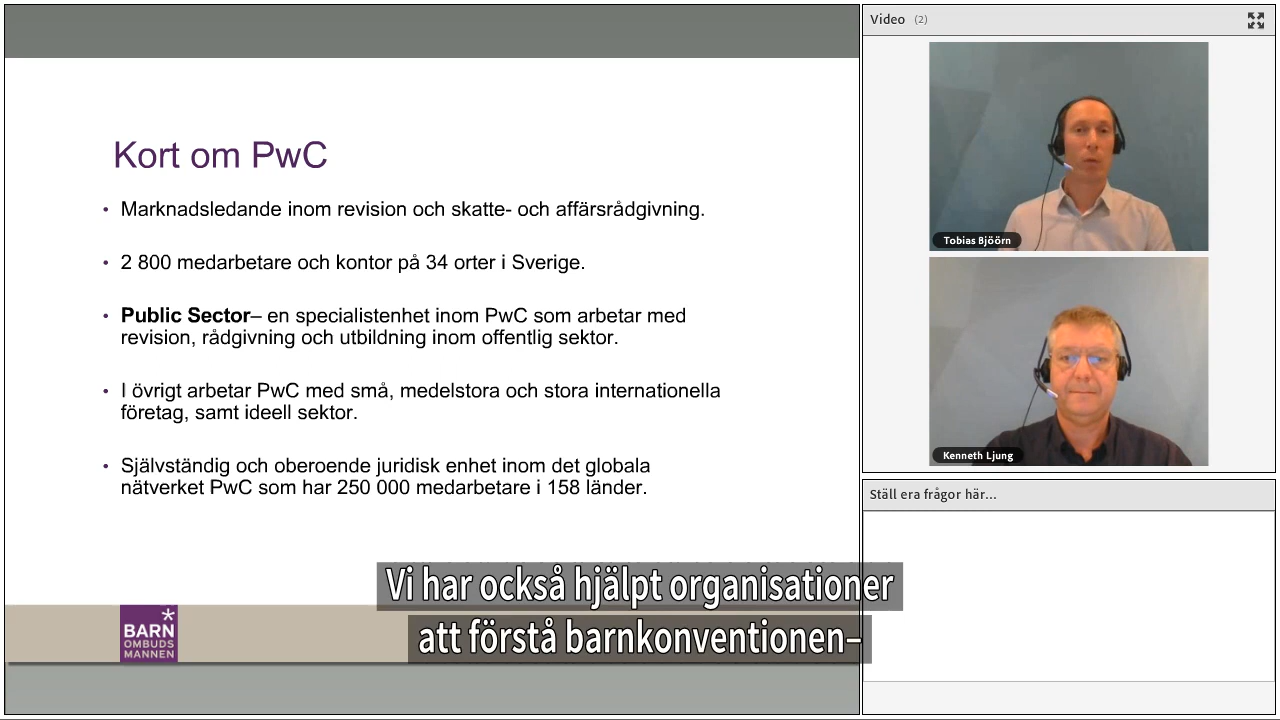 Kort om PwC
• Marknadsledande inom revision och skatte- och affärsrådgivning.
• 2 800 medarbetare och kontor på 34 orter i Sverige.
• Public Sector– en specialistenhet inom PwC som arbetar med
revision, rådgivning och utbildning inom offentlig sektor.
• I övrigt arbetar PwC med små, medelstora och stora internationella
företag, samt ideell sektor.
• Självständig och oberoende juridisk enhet inom det globala
nätverket PwC som har 250 000 medarbetare i 158 länder.
BARN
OMBUDS
MANNEN
Vi har också hjälpt organisationer
att förstå barnkonventionen–
Video (2)
Tobias Bjöörn
Kenneth Ljung
Ställ era frågor här...